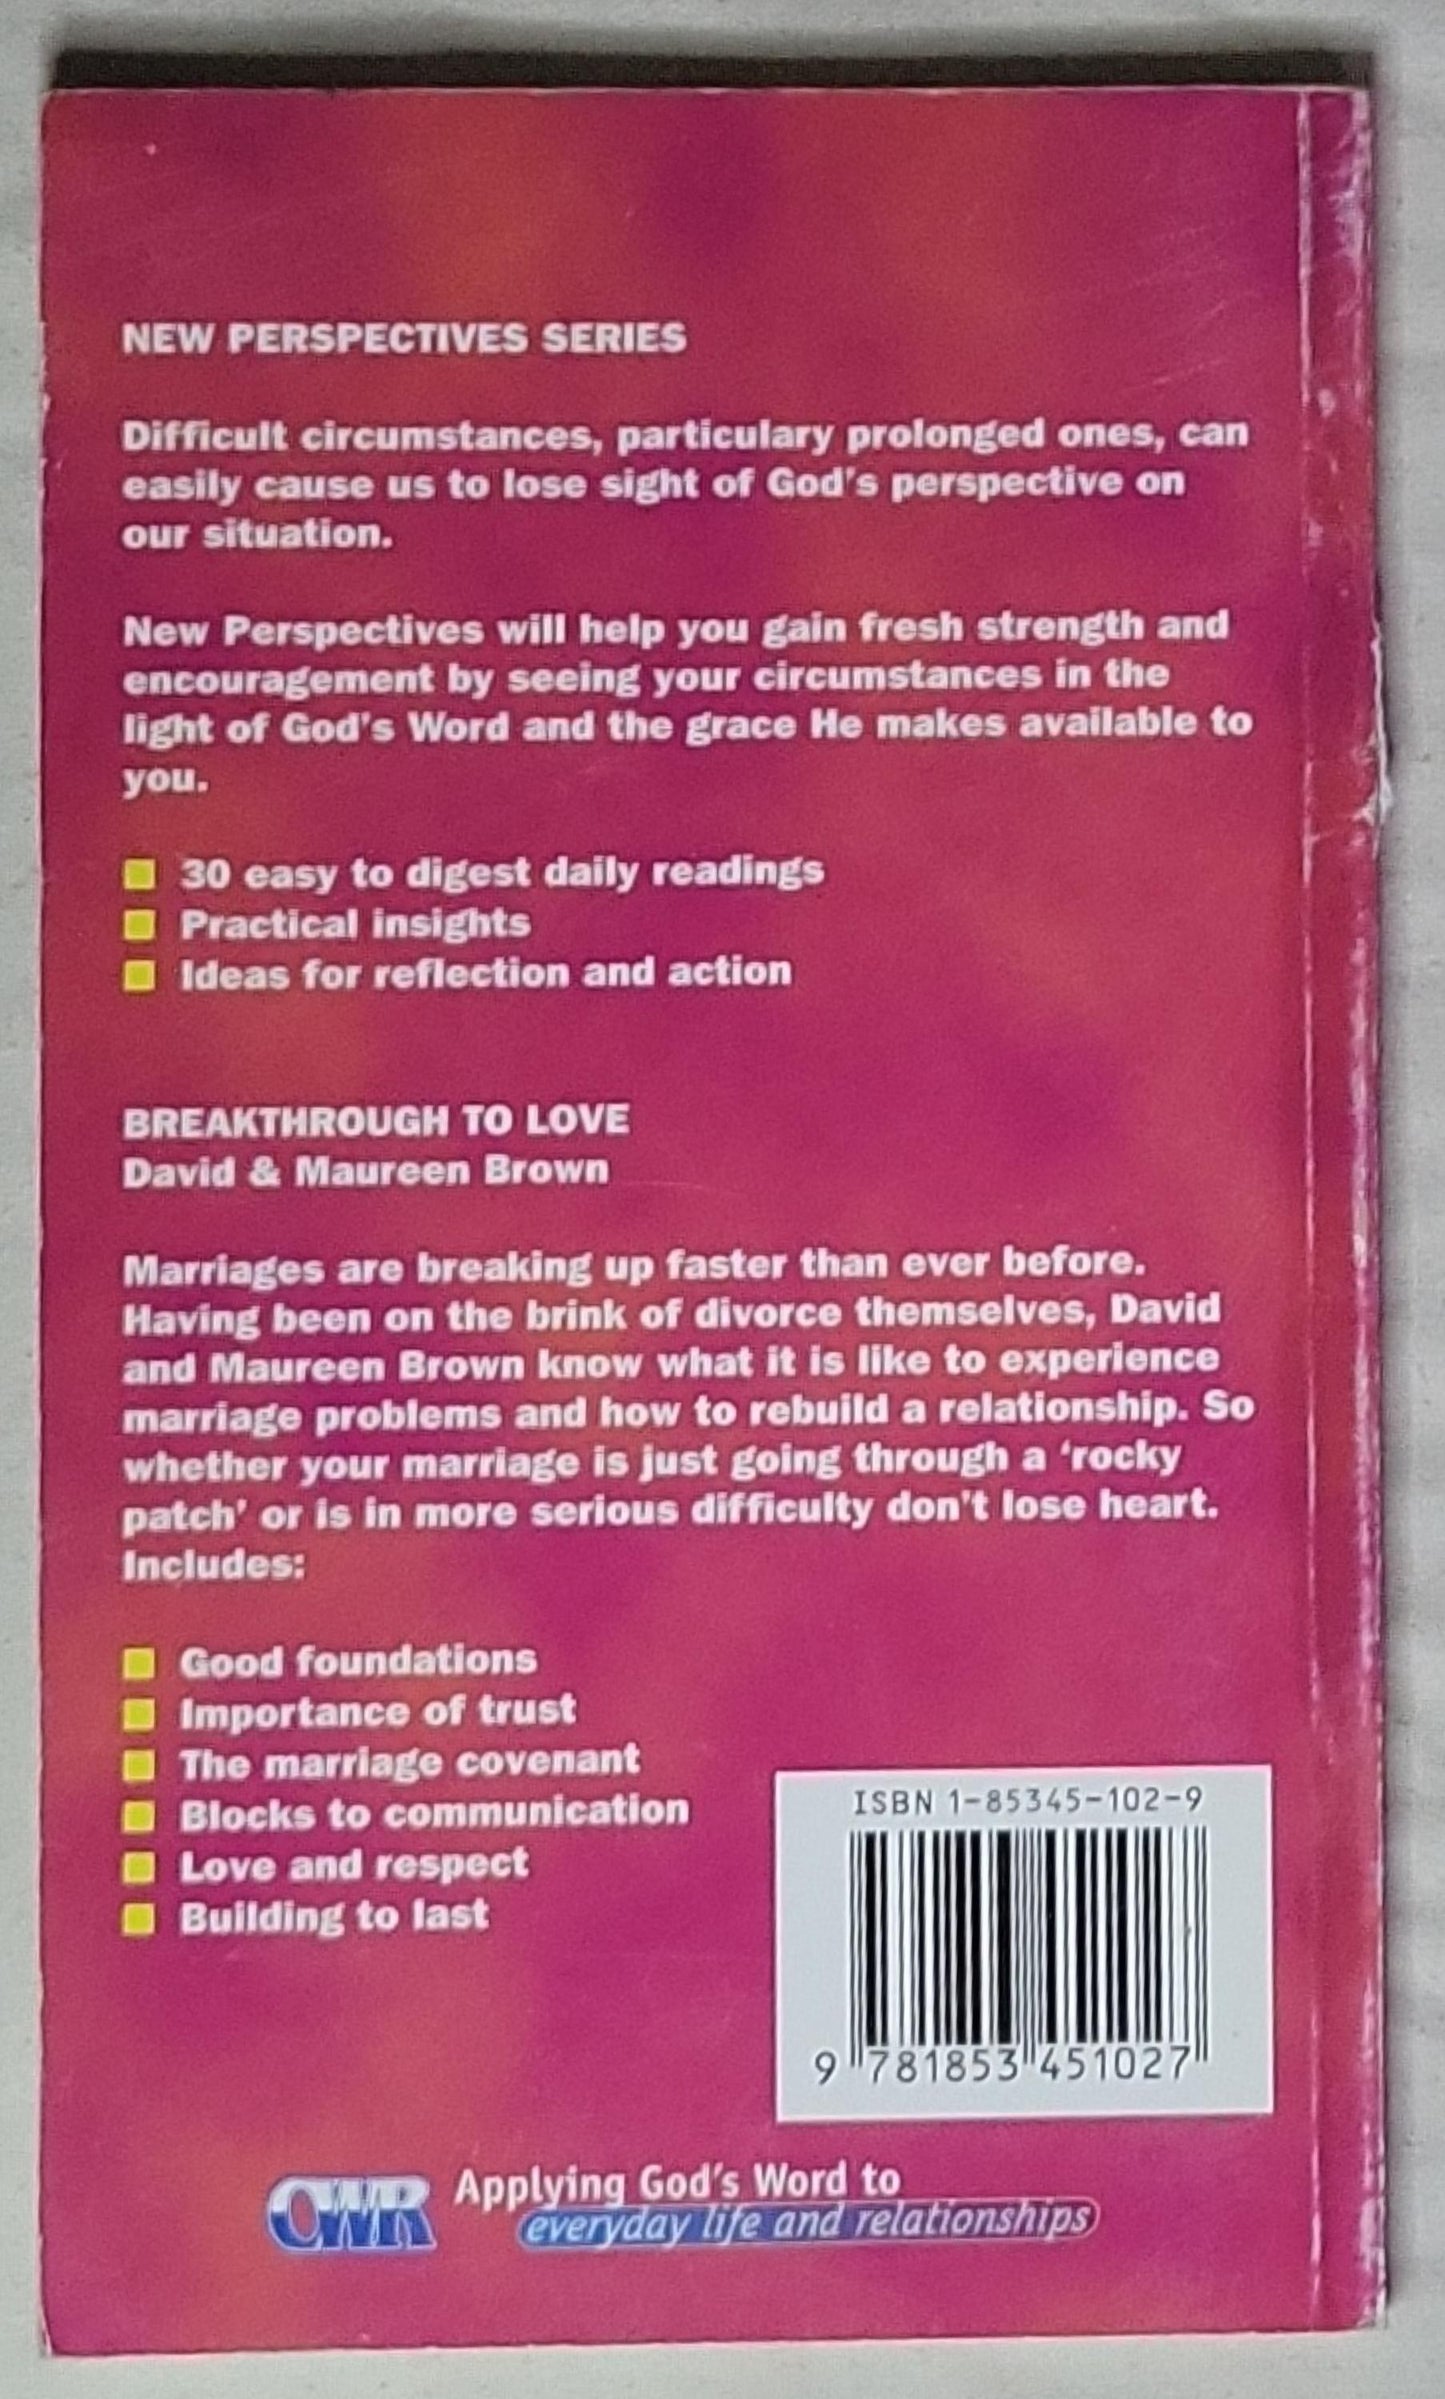 NEW PERSPECTIVES SERIES
Difficult circumstances, particulary prolonged ones, can
easily cause us to lose sight of God's perspective on
our situation.
New Perspectives will help you gain fresh strength and
encouragement by seeing your circumstances in the
light of God's Word and the grace He makes available to
you.
30 easy to digest daily readings
Practical insights
Ideas for reflection and action
BREAKTHROUGH TO LOVE
David & Maureen Brown
Marriages are breaking up faster than ever before.
Having been on the brink of divorce themselves, David
and Maureen Brown know what it is like to experience
marriage problems and how to rebuild a relationship. So
whether your marriage is just going through a ‘rocky
patch’ or is in more serious difficulty don't lose heart.
Includes:
Good foundations
Importance of trust
The marriage covenant
Blocks to communication
Love and respect
Building to last
ISBN 1-85345-102-9
9 781853 451027
CWR Applying God's Word to
everyday life and relationships